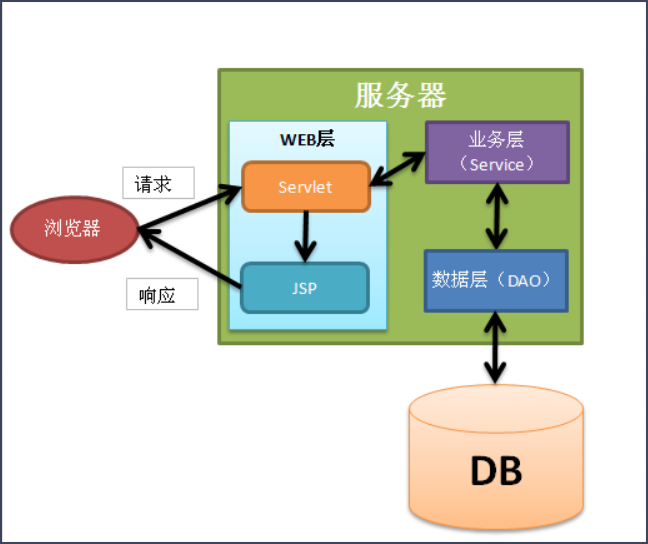 服务器
WEB层
业务层
（Service）
Servlet
请求
浏览器
数据层（DAO）
JSP
响应
DB